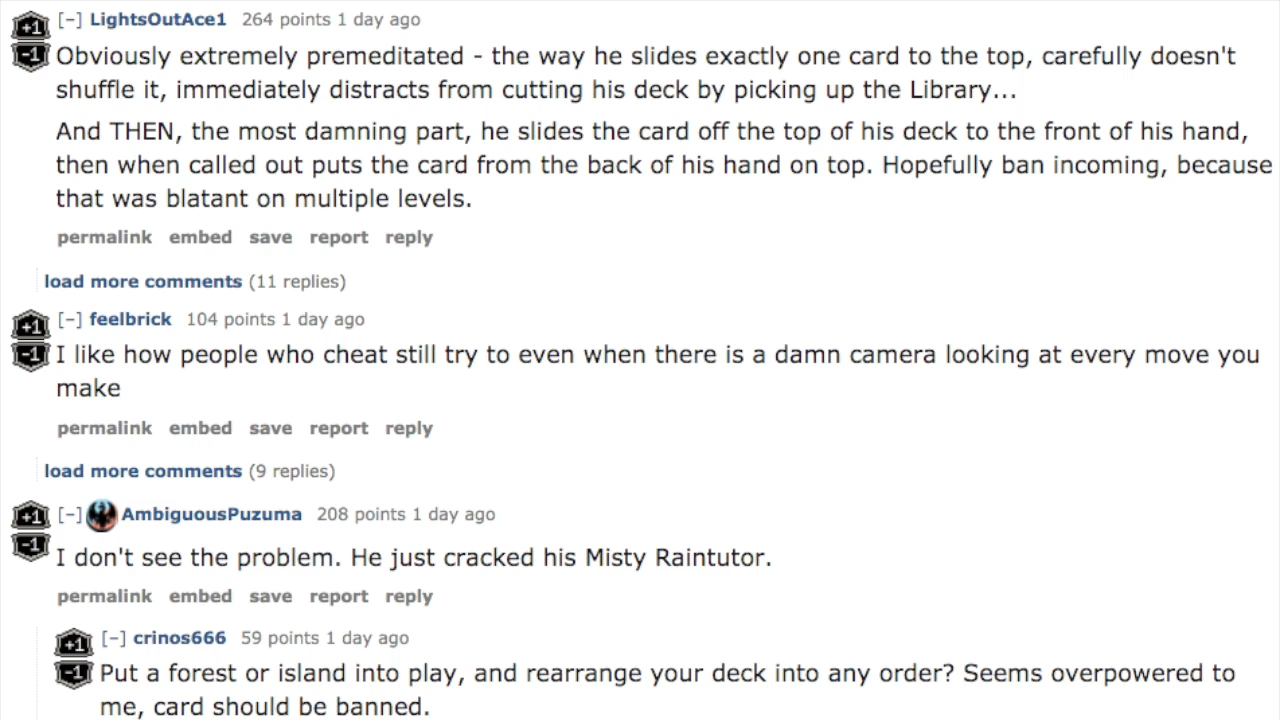 +1 [–] LightsOutAce1 264 points 1 day ago
-1 Obviously extremely premeditated - the way he slides exactly one card to the top, carefully doesn't
shuffle it, immediately distracts from cutting his deck by picking up the Library...
And THEN, the most damning part, he slides the card off the top of his deck to the front of his hand,
then when called out puts the card from the back of his hand on top. Hopefully ban incoming, because
that was blatant on multiple levels.
permalink embed save report reply
load more comments (11 replies)
+1 [–] feelbrick 104 points 1 day ago
-1 I like how people who cheat still try to even when there is a damn camera looking at every move you
make
permalink embed save report reply
load more comments (9 replies)
+1 [–] AmbiguousPuzuma 208 points 1 day ago
-1 I don't see the problem. He just cracked his Misty Raintutor.
permalink embed save report reply
+1 [–] crinos666 59 points 1 day ago
-1 Put a forest or island into play, and rearrange your deck into any order? Seems overpowered to
me, card should be banned.